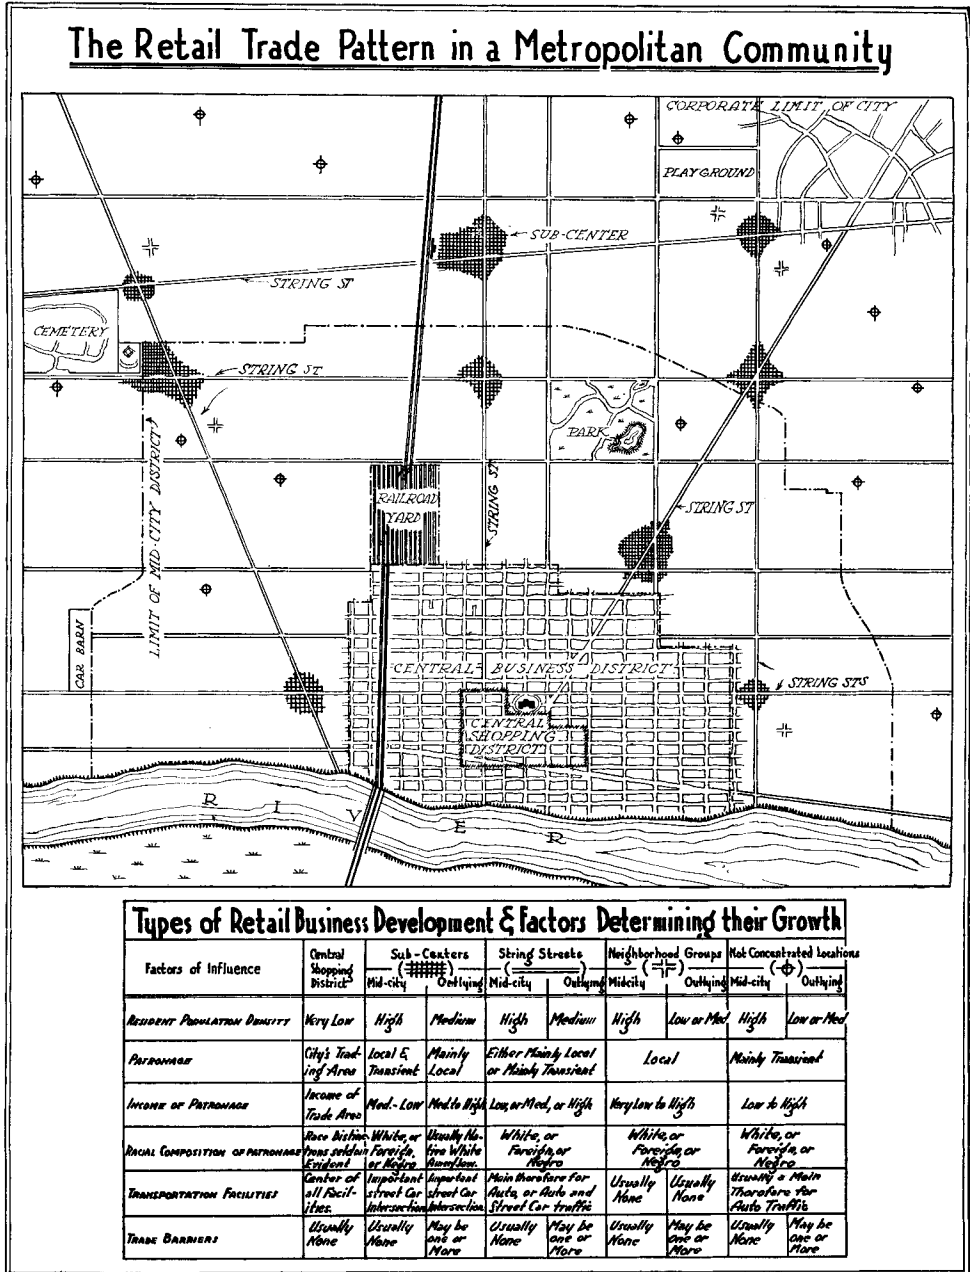 The Retail Trade Pattern in a Metropolitan Community
CORPORATE LIMIT OF CITY
PLAYGROUND
SUB-CENTER
STRING ST
CEMETERY
STRING ST
PARK
LIMIT OF MID-CITY DISTRICT
RAILROAD
YARD
STRING ST
STRING ST
CAR BARN
CENTRAL BUSINESS DISTRICT
STRING STS
CENTRAL
SHOPPING
DISTRICT
RIVER
Types of Retail Business Development & Factors Determining their Growth
Factors of Influence
Central
Shopping
District
Sub-Centers
Mid-city
Outlying
String Streets
Mid-city
Outlying
Neighborhood Groups
Midcity
Outlying
Not Concentrated Locations
Mid-city
Outlying
RESIDENT POPULATION DENSITY
Very Low
High
Medium
High
Medium
High
Low or Med
High
Low or Med
PATRONAGE
City's Trad-
ing Area
Local &
Transient
Mainly
Local
Either Mainly Local
or Mainly Transient
Local
Mainly Transient
INCOME OF PATRONAGE
Income of
Trade Area
Med.-Low
Med. to High
Low, or Med, or High
Very Low to High
Low to High
RACIAL COMPOSITION OF PATRONAGE
Race Distinc-
tions seldom
Evident
White, or
Foreign,
or Negro
Usually Na-
tive White
White, or
Foreign, or
Negro
White, or
Foreign, or
Negro
White, or
Foreign, or
Negro
TRANSPORTATION FACILITIES
Center of
all Facil-
ities.
Important
street Car
Intersection
Important
street Car
Intersection
Main thorofare for
Auto, or Auto and
Street Car traffic
Usually
None
Usually
None
Usually a Main
Thorofare for
Auto Traffic
TRADE BARRIERS
Usually
None
Usually
None
May be
one or
More
Usually
None
May be
one or
More
Usually
None
May be
one or
More
Usually
None
May be
one or
More